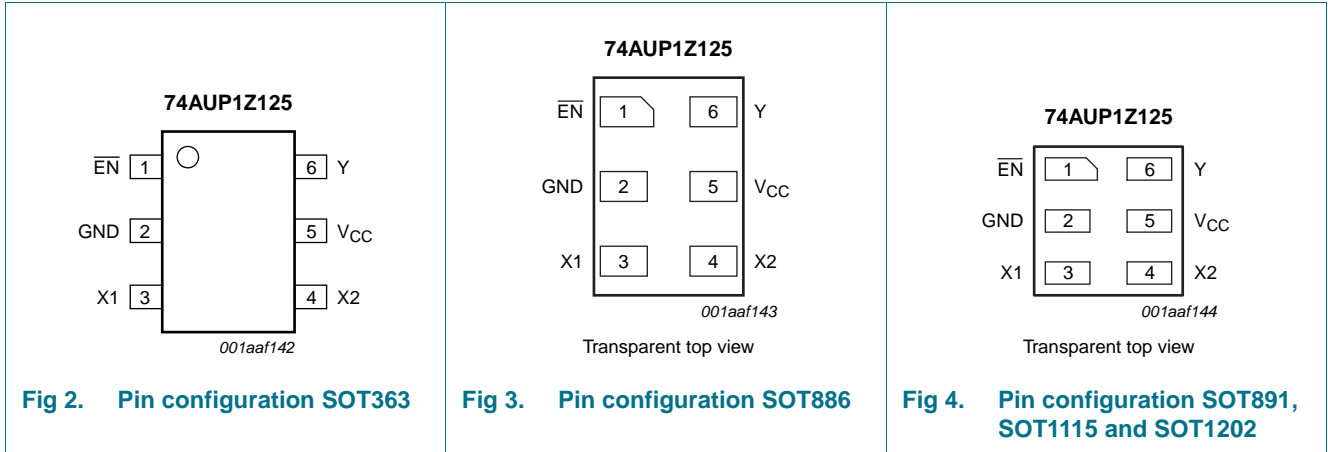 74AUP1Z125
EN 1 6 Y
GND 2 5 VCC
X1 3 4 X2
001aaf142
Fig 2. Pin configuration SOT363
74AUP1Z125
EN 1 6 Y
GND 2 5 VCC
X1 3 4 X2
001aaf143
Transparent top view
Fig 3. Pin configuration SOT886
74AUP1Z125
EN 1 6 Y
GND 2 5 VCC
X1 3 4 X2
001aaf144
Transparent top view
Fig 4. Pin configuration SOT891,
SOT1115 and SOT1202